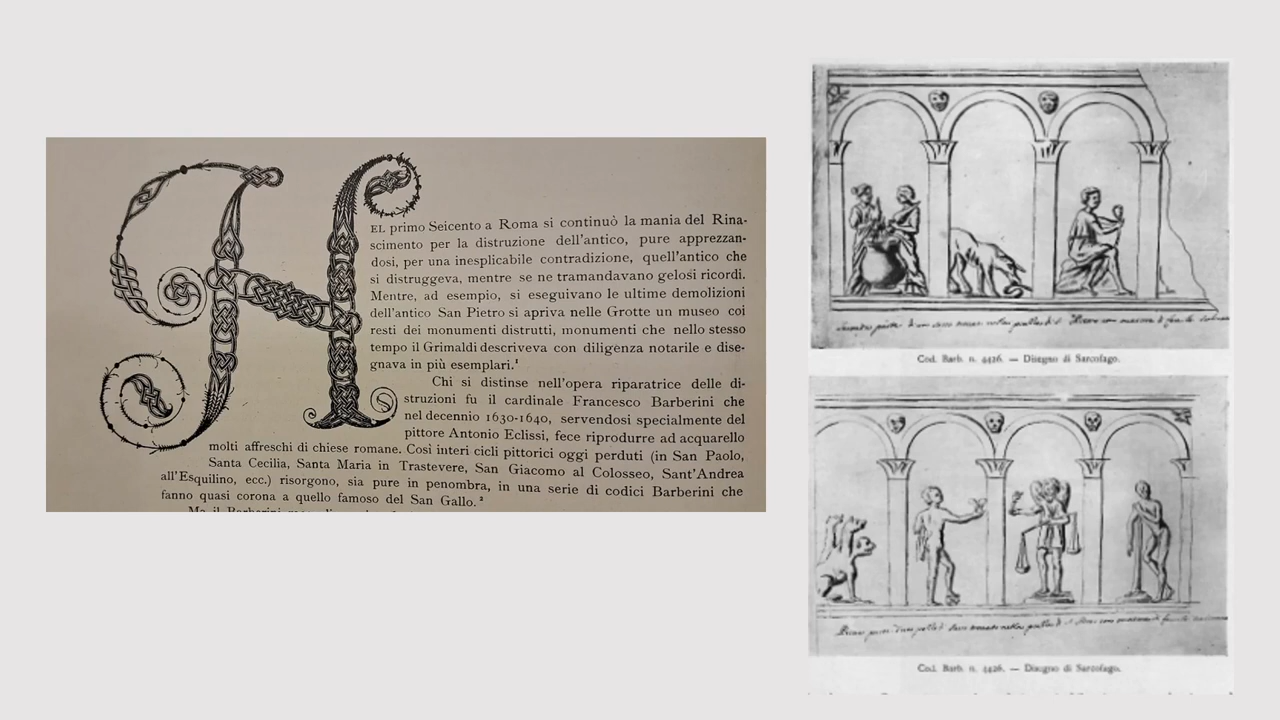 NEL primo Seicento a Roma si continuò la mania del Rina-
scimento per la distruzione dell'antico, pure apprezzan-
dosi, per una inesplicabile contradizione, quell'antico che
si distruggeva, mentre se ne tramandavano gelosi ricordi.
Mentre, ad esempio, si eseguivano le ultime demolizioni
dell'antico San Pietro si apriva nelle Grotte un museo coi
resti dei monumenti distrutti, monumenti che nello stesso
tempo il Grimaldi descriveva con diligenza notarile e dise-
gnava in più esemplari.¹
Chi si distinse nell'opera riparatrice delle di-
struzioni fu il cardinale Francesco Barberini che
nel decennio 1630-1640, servendosi specialmente del
pittore Antonio Eclissi, fece riprodurre ad acquarello
molti affreschi di chiese romane. Così interi cicli pittorici oggi perduti (in San Paolo,
Santa Cecilia, Santa Maria in Trastevere, San Giacomo al Colosseo, Sant'Andrea
all'Esquilino, ecc.) risorgono, sia pure in penombra, in una serie di codici Barberini che
fanno quasi corona a quello famoso del San Gallo.²
Cod. Barb. n. 4426. — Disegno di Sarcofago.
Cod. Barb. n. 4426. — Disegno di Sarcofago.